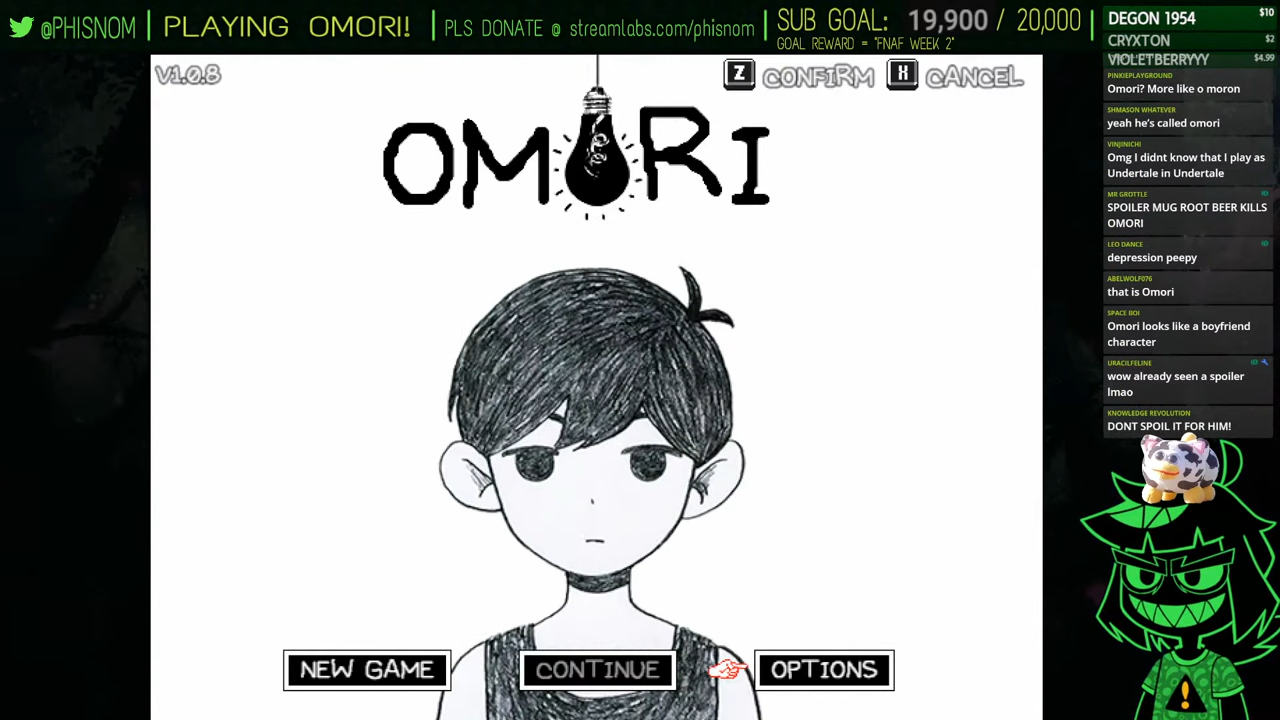 @PHISNOM
PLAYING OMORI!
PLS DONATE @ streamlabs.com/phisnom
SUB GOAL: 19,900 / 20,000
GOAL REWARD = "FNAF WEEK 2"
DEGON 1954 $10
CRYXTON $2
VIOLETBERRYYY $4.99
V1.0.8
Z CONFIRM X CANCEL
OMORI
PINKIEPLAYGROUND
Omori? More like o moron
SHMASON WHATEVER
yeah he's called omori
VINJINICHI
Omg I didnt know that I play as
Undertale in Undertale
MR GROTTLE
SPOILER MUG ROOT BEER KILLS
OMORI
LEO DANCE
depression peepy
ABELWOLF076
that is Omori
SPACE BOI
Omori looks like a boyfriend
character
URACILFELINE
wow already seen a spoiler
lmao
KNOWLEDGE REVOLUTION
DONT SPOIL IT FOR HIM!
NEW GAME
CONTINUE
OPTIONS